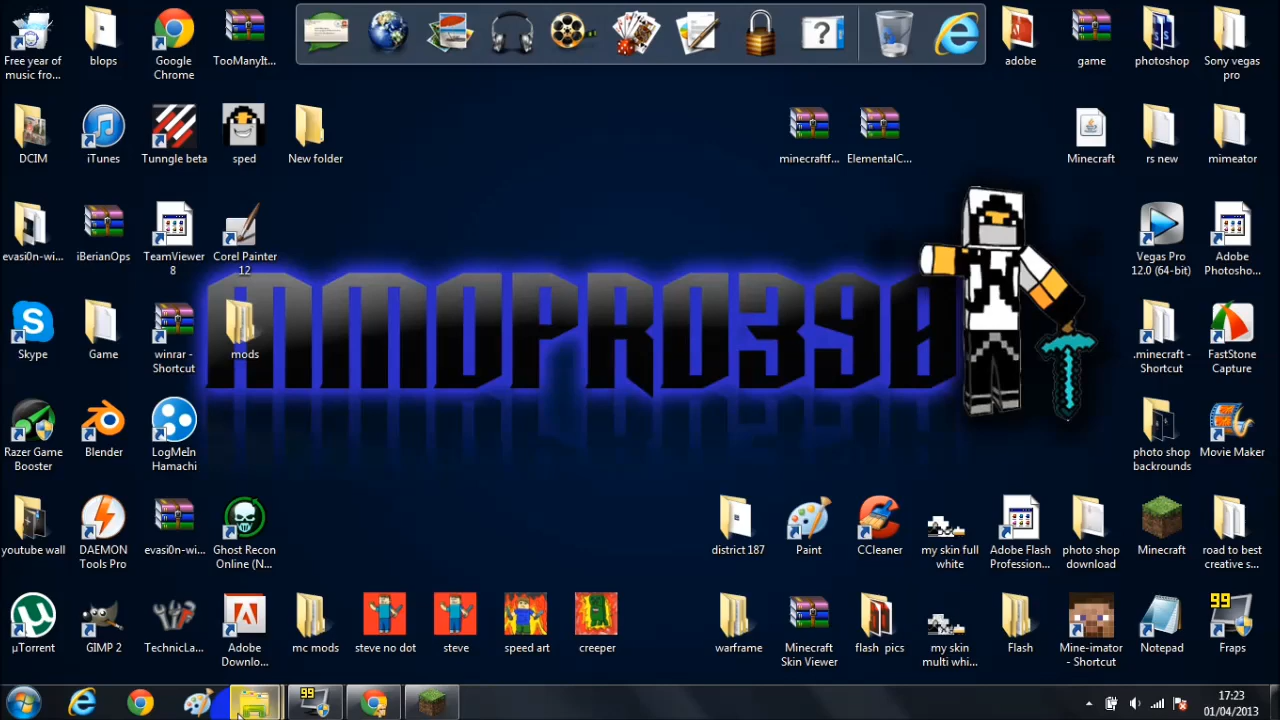 Free year of music fro...
blops
Google Chrome
TooManyIt...
adobe
game
photoshop
Sony vegas pro
DCIM
iTunes
Tunngle beta
sped
New folder
minecraftf...
ElementalC...
Minecraft
rs new
mimeator
evasi0n-wi...
iBerianOps
TeamViewer 8
Corel Painter 12
Vegas Pro 12.0 (64-bit)
Adobe Photosho...
AMMOPRO390
Skype
Game
winrar - Shortcut
mods
.minecraft - Shortcut
FastStone Capture
Razer Game Booster
Blender
LogMeIn Hamachi
photo shop backrounds
Movie Maker
youtube wall
DAEMON Tools Pro
evasi0n-wi...
Ghost Recon Online (N...
district 187
Paint
CCleaner
my skin full white
Adobe Flash Profession...
photo shop download
Minecraft
road to best creative s...
µTorrent
GIMP 2
TechnicLa...
Adobe Downlo...
mc mods
steve no dot
steve
speed art
creeper
warframe
Minecraft Skin Viewer
flash pics
my skin multi whi...
Flash
Mine-imator - Shortcut
Notepad
99
Fraps
99
17:23
01/04/2013